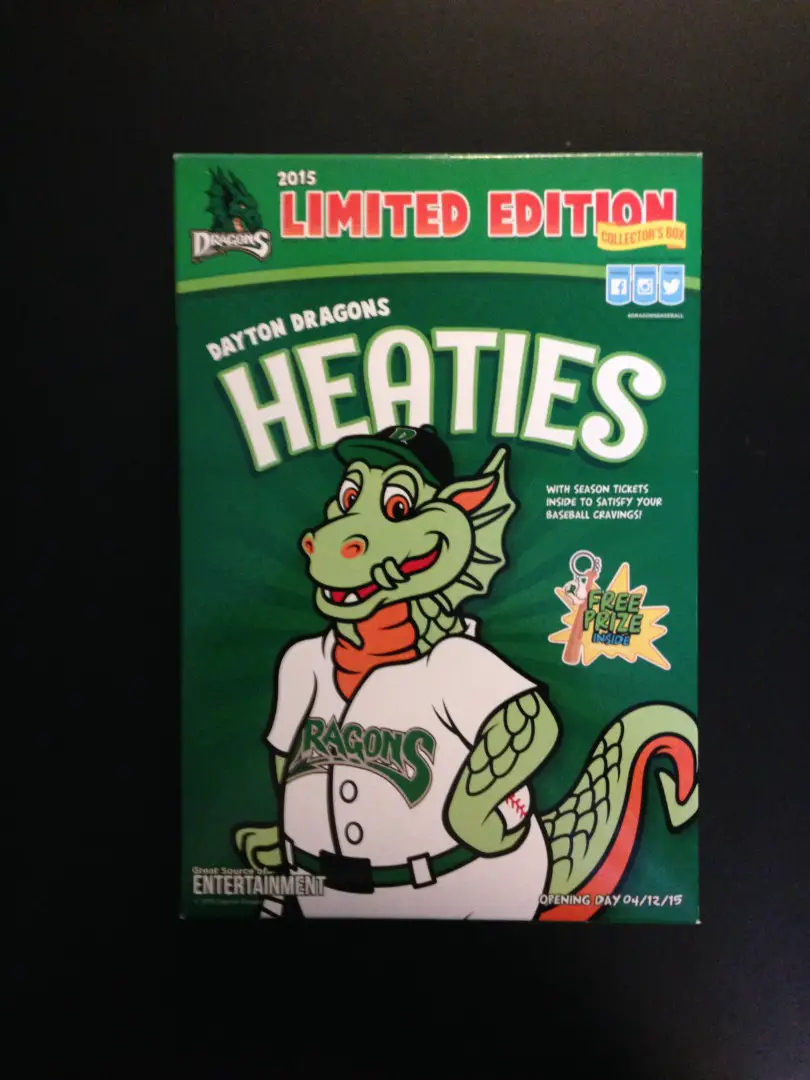 2015
LIMITED EDITION
COLLECTOR'S BOX
DRAGONS
DAYTON DRAGONS
HEATIES
D
WITH SEASON TICKETS
INSIDE TO SATISFY YOUR
BASEBALL CRAVINGS!
FREE
PRIZE
INSIDE
DRAGONS
Great Source of
ENTERTAINMENT
OPENING DAY 04/12/15